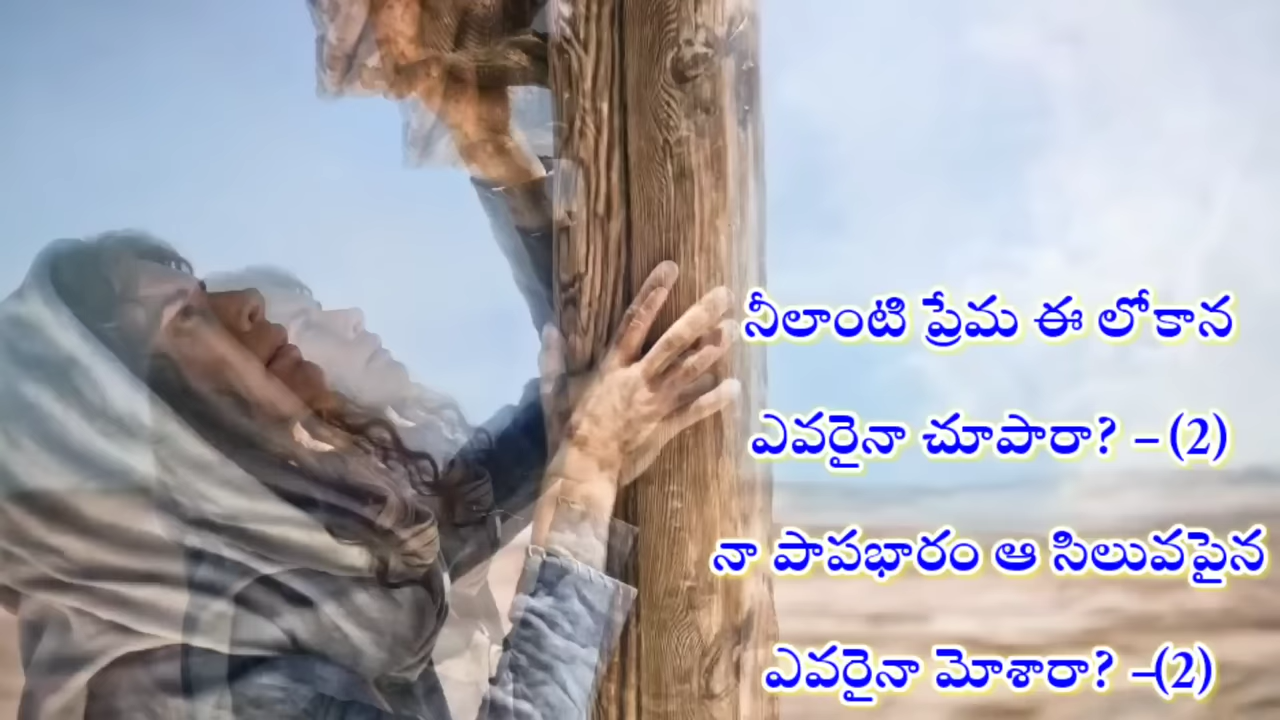 నీలాంటి ప్రేమ ఈ లోకాన
ఎవరైనా చూపారా? – (2)
నా పాపభారం ఆ సిలువపైన
ఎవరైనా మోశారా? –(2)